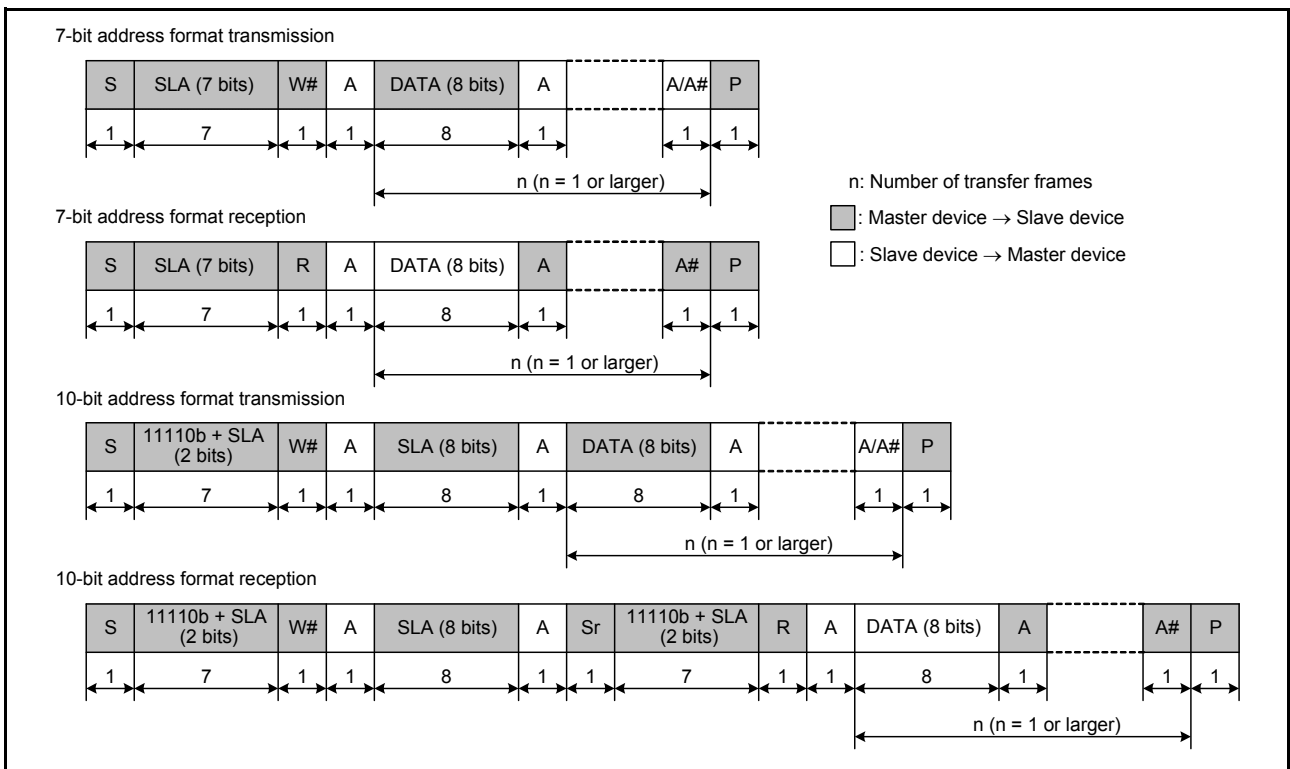 7-bit address format transmission
S SLA (7 bits) W# A DATA (8 bits) A A/A# P
1 7 1 1 8 1 1 1
n (n = 1 or larger)
n: Number of transfer frames
: Master device → Slave device
: Slave device → Master device
7-bit address format reception
S SLA (7 bits) R A DATA (8 bits) A A# P
1 7 1 1 8 1 1 1
n (n = 1 or larger)
10-bit address format transmission
S 11110b + SLA (2 bits) W# A SLA (8 bits) A DATA (8 bits) A A/A# P
1 7 1 1 8 1 8 1 1 1
n (n = 1 or larger)
10-bit address format reception
S 11110b + SLA (2 bits) W# A SLA (8 bits) A Sr 11110b + SLA (2 bits) R A DATA (8 bits) A A# P
1 7 1 1 8 1 1 7 1 1 8 1 1 1
n (n = 1 or larger)